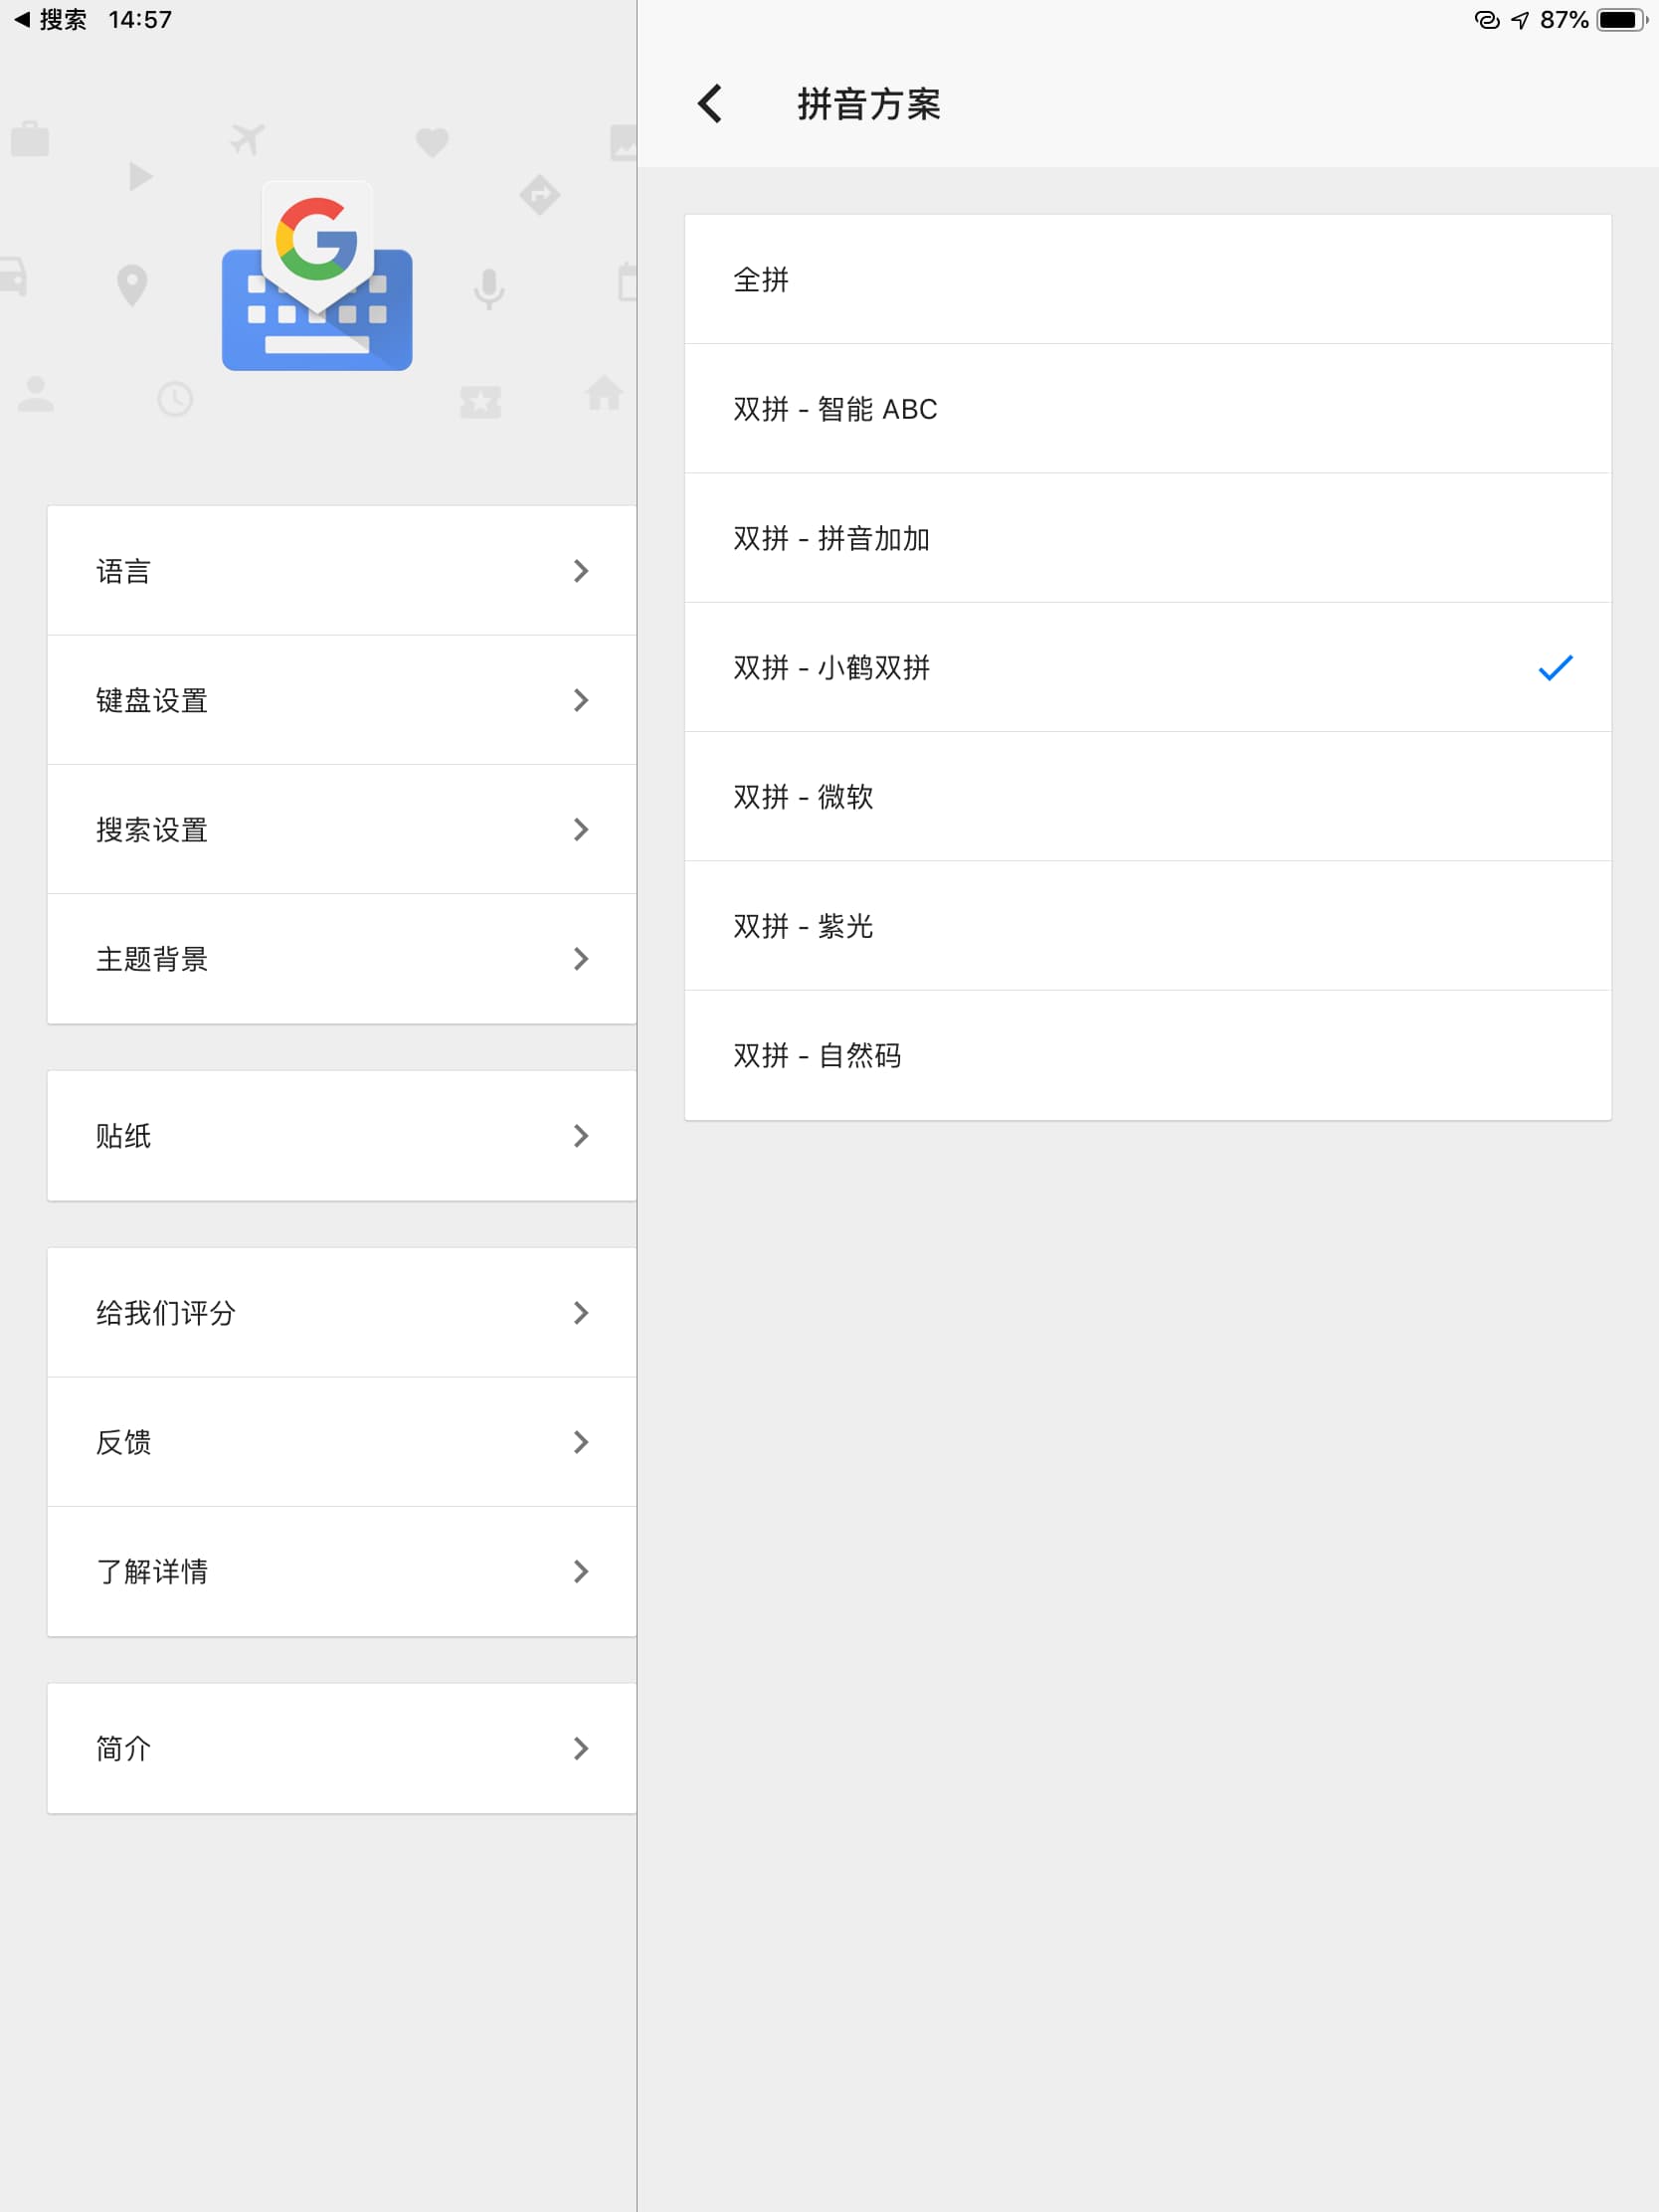 搜索 14:57
87%
语言
键盘设置
搜索设置
主题背景
贴纸
给我们评分
反馈
了解详情
简介
拼音方案
全拼
双拼 - 智能 ABC
双拼 - 拼音加加
双拼 - 小鹤双拼
双拼 - 微软
双拼 - 紫光
双拼 - 自然码